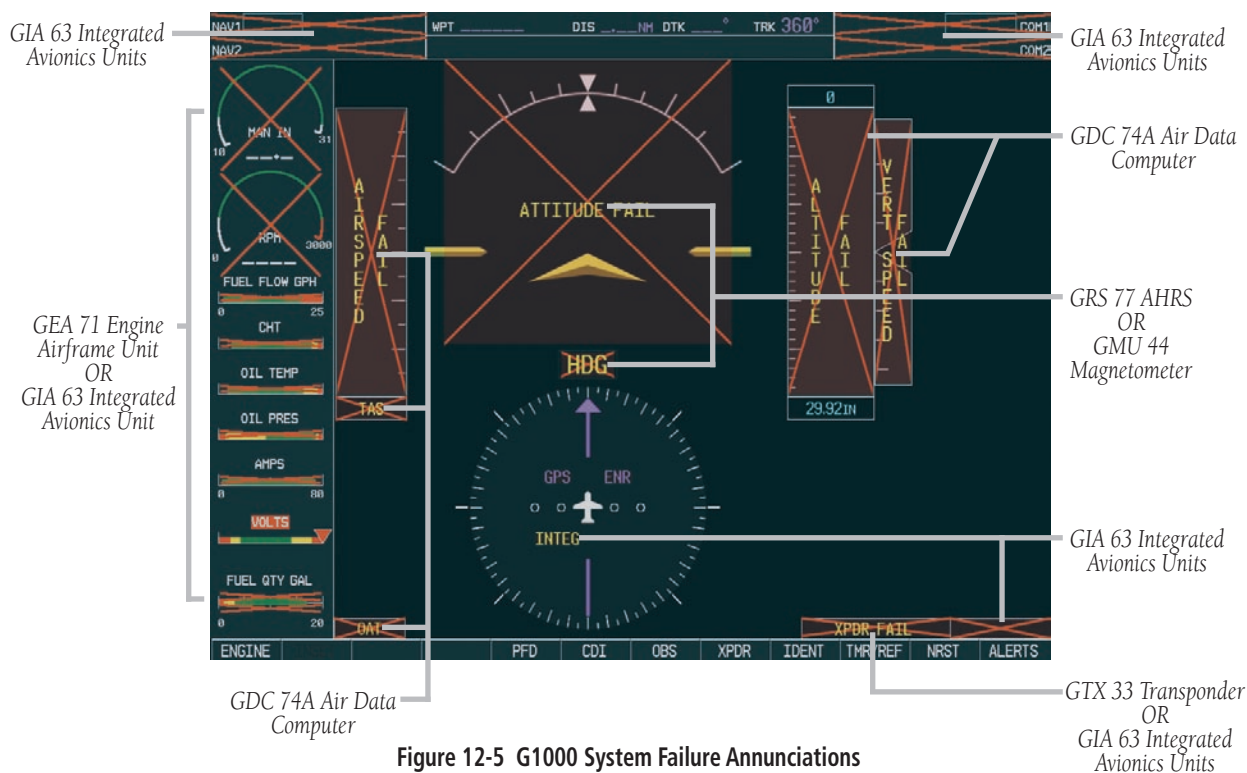 GIA 63 Integrated
Avionics Units
NAV1
NAV2
WPT ______ DIS __.__NM DTK ___° TRK 360°
COM1
COM2
GIA 63 Integrated
Avionics Units
MAN IN
10
31
RPM
0
3000
FUEL FLOW GPH
0 25
CHT
OIL TEMP
OIL PRES
AMPS
0 80
VOLTS
FUEL QTY GAL
0 20
GEA 71 Engine
Airframe Unit
OR
GIA 63 Integrated
Avionics Unit
AIRSPEED FAIL
TAS
OAT
ATTITUDE FAIL
HDG
GPS ENR
INTEG
0
ALTITUDE FAIL
29.92IN
VERT SPEED FAIL
GDC 74A Air Data
Computer
GRS 77 AHRS
OR
GMU 44
Magnetometer
GIA 63 Integrated
Avionics Units
XPDR FAIL
ENGINE PFD CDI OBS XPDR IDENT TMR/REF NRST ALERTS
GDC 74A Air Data
Computer
GTX 33 Transponder
OR
GIA 63 Integrated
Avionics Units
Figure 12-5 G1000 System Failure Annunciations